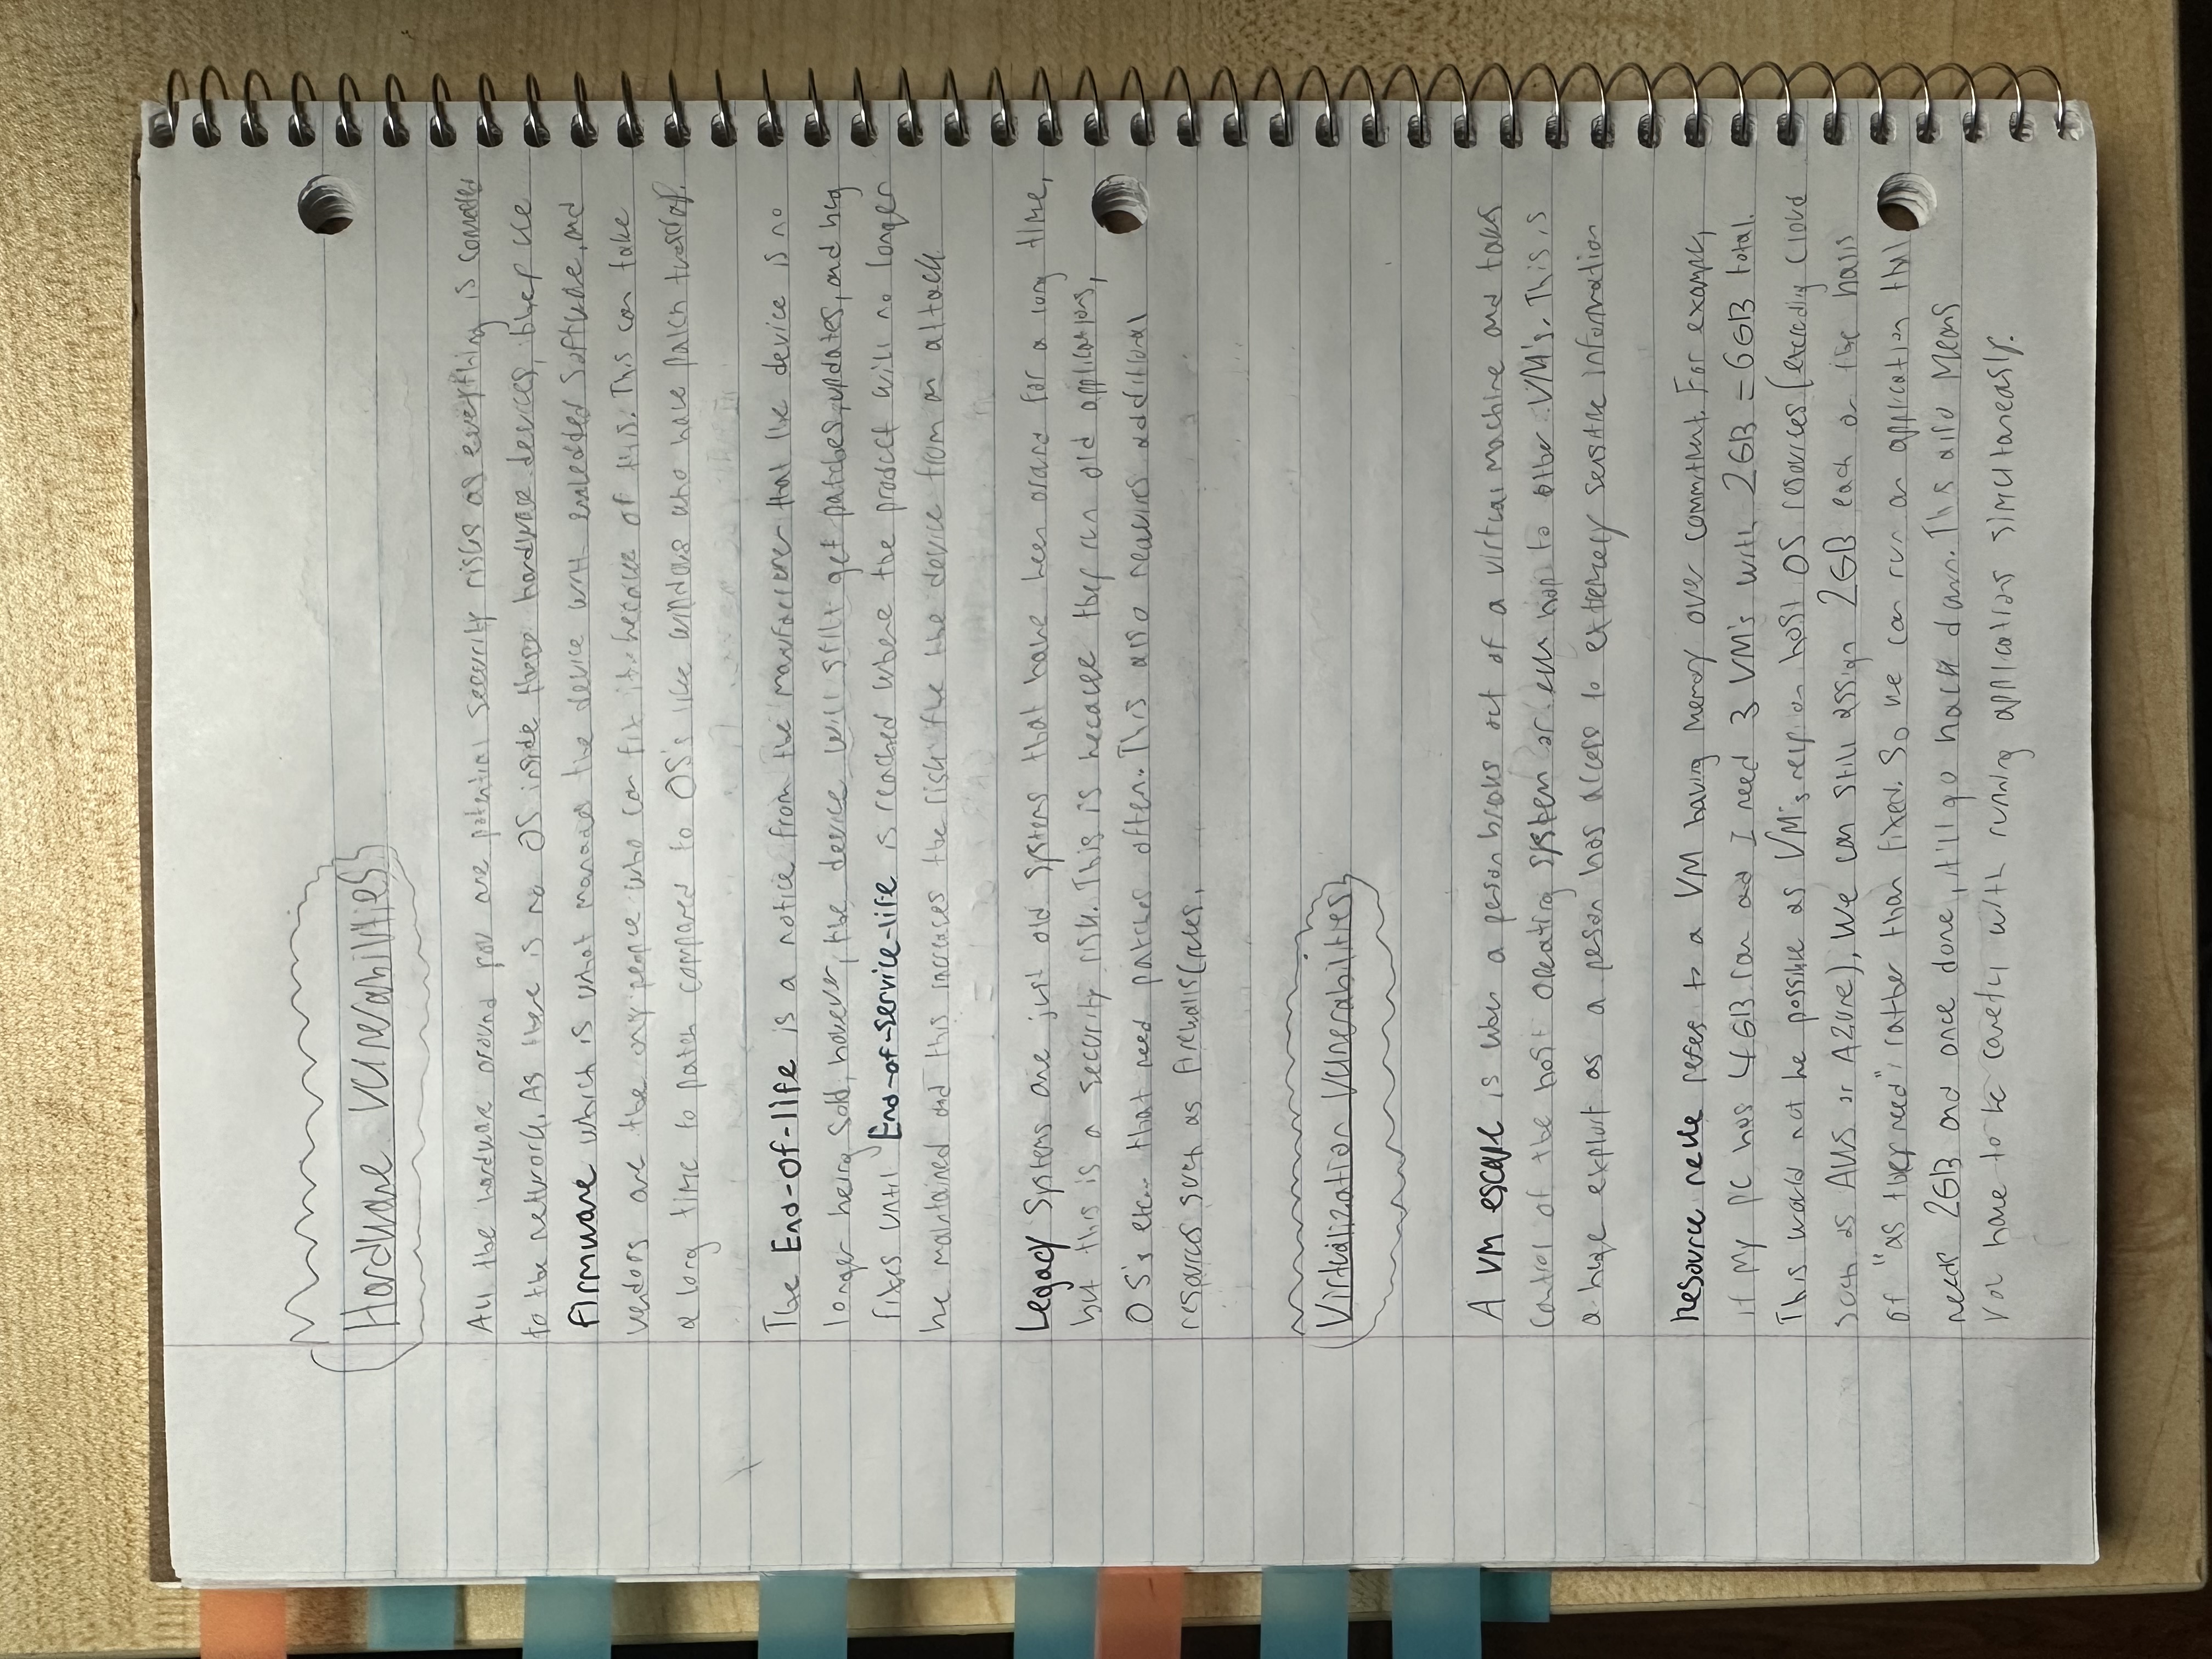 Hardware Vulnerabilities
All the hardware around you are potential security risks as everything is connected
to the network. As there is no OS inside these hardware devices, they use
firmware which is what manages the device with embedded software, and
vendors are the only people who can fix it because of this. This can take
a long time to patch compared to OS's like windows who have patch tuesday.
The End-of-life is a notice from the manufacturer that the device is no
longer being sold, however, the device will still get patches, updates, and bug
fixes until End-of-service-life is reached where the product will no longer
be maintained and this increases the risk the the device from an attack
Legacy systems are just old systems that have been around for a long time,
but this is a security risk. This is because they run old applications,
OS's etc... that need patches often. This also requires additional
resources such as firewalls rules.
Virtualization Vunerabilities
A VM escape is when a person breaks out of a virtual machine and takes
control of the host operating system or even hop to other VM's. This is
a huge exploit as a person has access to extremely sensitive information
Resource reuse refers to a VM having memory over commitment. For example,
if my PC has 4GB ram and I need 3 VM's with 2GB = 6GB total.
This would not be possible as VM's rely on host OS resources (excluding cloud
such as AWS or Azure), We can still assign 2GB each on the basis
of "as they need" rather than fixed. So we can run an application that
needs 2GB and once done, it'll go back down. This also means
you have to be careful with running applications simultaneously.